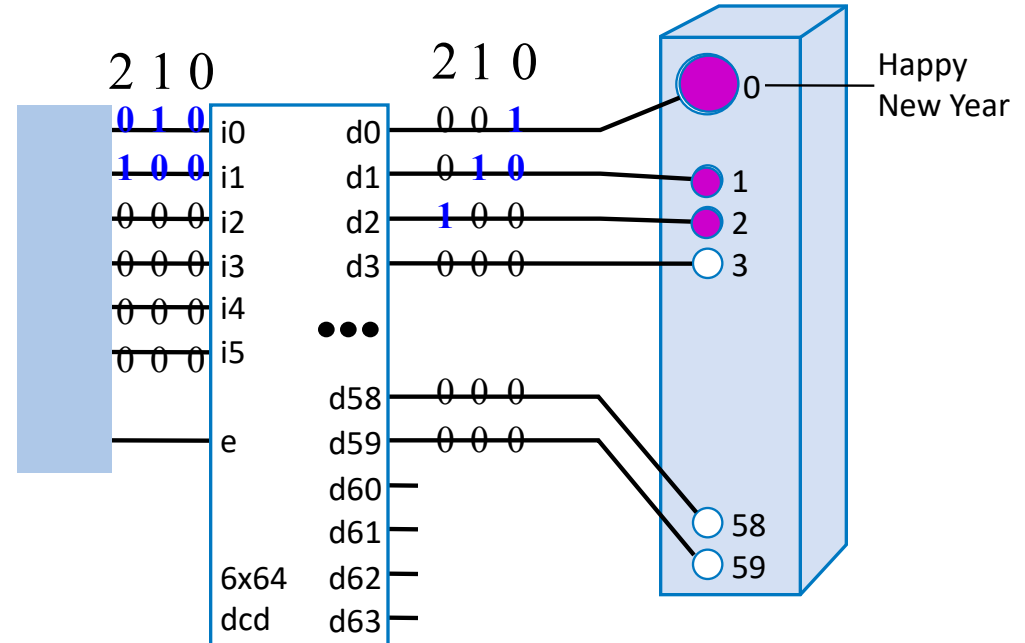 2 1 0
2 1 0
0 1 0 i0 d0 0 0 1
1 0 0 i1 d1 0 1 0
0 0 0 i2 d2 1 0 0
0 0 0 i3 d3 0 0 0
0 0 0 i4
0 0 0 i5
d58 0 0 0
e d59 0 0 0
d60
d61
6x64 d62
dcd d63
0
1
2
3
58
59
Happy
New Year